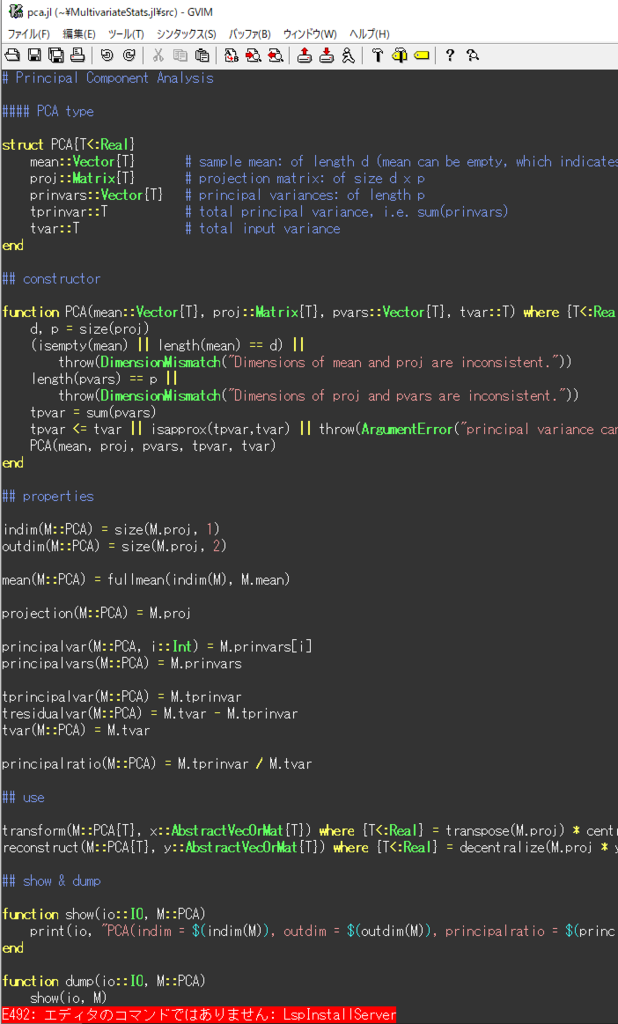 pca.jl (~¥MultivariateStats.jl¥src) - GVIM
ファイル(F) 編集(E) ツール(T) シンタックス(S) バッファ(B) ウィンドウ(W) ヘルプ(H)
# Principal Component Analysis
#### PCA type
struct PCA{T<:Real}
    mean::Vector{T}       # sample mean: of length d (mean can be empty, which indicates
    proj::Matrix{T}       # projection matrix: of size d x p
    prinvars::Vector{T}   # principal variances: of length p
    tprinvar::T           # total principal variance, i.e. sum(prinvars)
    tvar::T               # total input variance
end
## constructor
function PCA(mean::Vector{T}, proj::Matrix{T}, pvars::Vector{T}, tvar::T) where {T<:Rea
    d, p = size(proj)
    (isempty(mean) || length(mean) == d) ||
        throw(DimensionMismatch("Dimensions of mean and proj are inconsistent."))
    length(pvars) == p ||
        throw(DimensionMismatch("Dimensions of proj and pvars are inconsistent."))
    tpvar = sum(pvars)
    tpvar <= tvar || isapprox(tpvar,tvar) || throw(ArgumentError("principal variance can
    PCA(mean, proj, pvars, tpvar, tvar)
end
## properties
indim(M::PCA) = size(M.proj, 1)
outdim(M::PCA) = size(M.proj, 2)
mean(M::PCA) = fullmean(indim(M), M.mean)
projection(M::PCA) = M.proj
principalvar(M::PCA, i::Int) = M.prinvars[i]
principalvars(M::PCA) = M.prinvars
tprincipalvar(M::PCA) = M.tprinvar
tresidualvar(M::PCA) = M.tvar - M.tprinvar
tvar(M::PCA) = M.tvar
principalratio(M::PCA) = M.tprinvar / M.tvar
## use
transform(M::PCA{T}, x::AbstractVecOrMat{T}) where {T<:Real} = transpose(M.proj) * cent
reconstruct(M::PCA{T}, y::AbstractVecOrMat{T}) where {T<:Real} = decentralize(M.proj * y
## show & dump
function show(io::IO, M::PCA)
    print(io, "PCA(indim = $(indim(M)), outdim = $(outdim(M)), principalratio = $(princ
end
function dump(io::IO, M::PCA)
    show(io, M)
E492: エディタのコマンドではありません: LspInstallServer